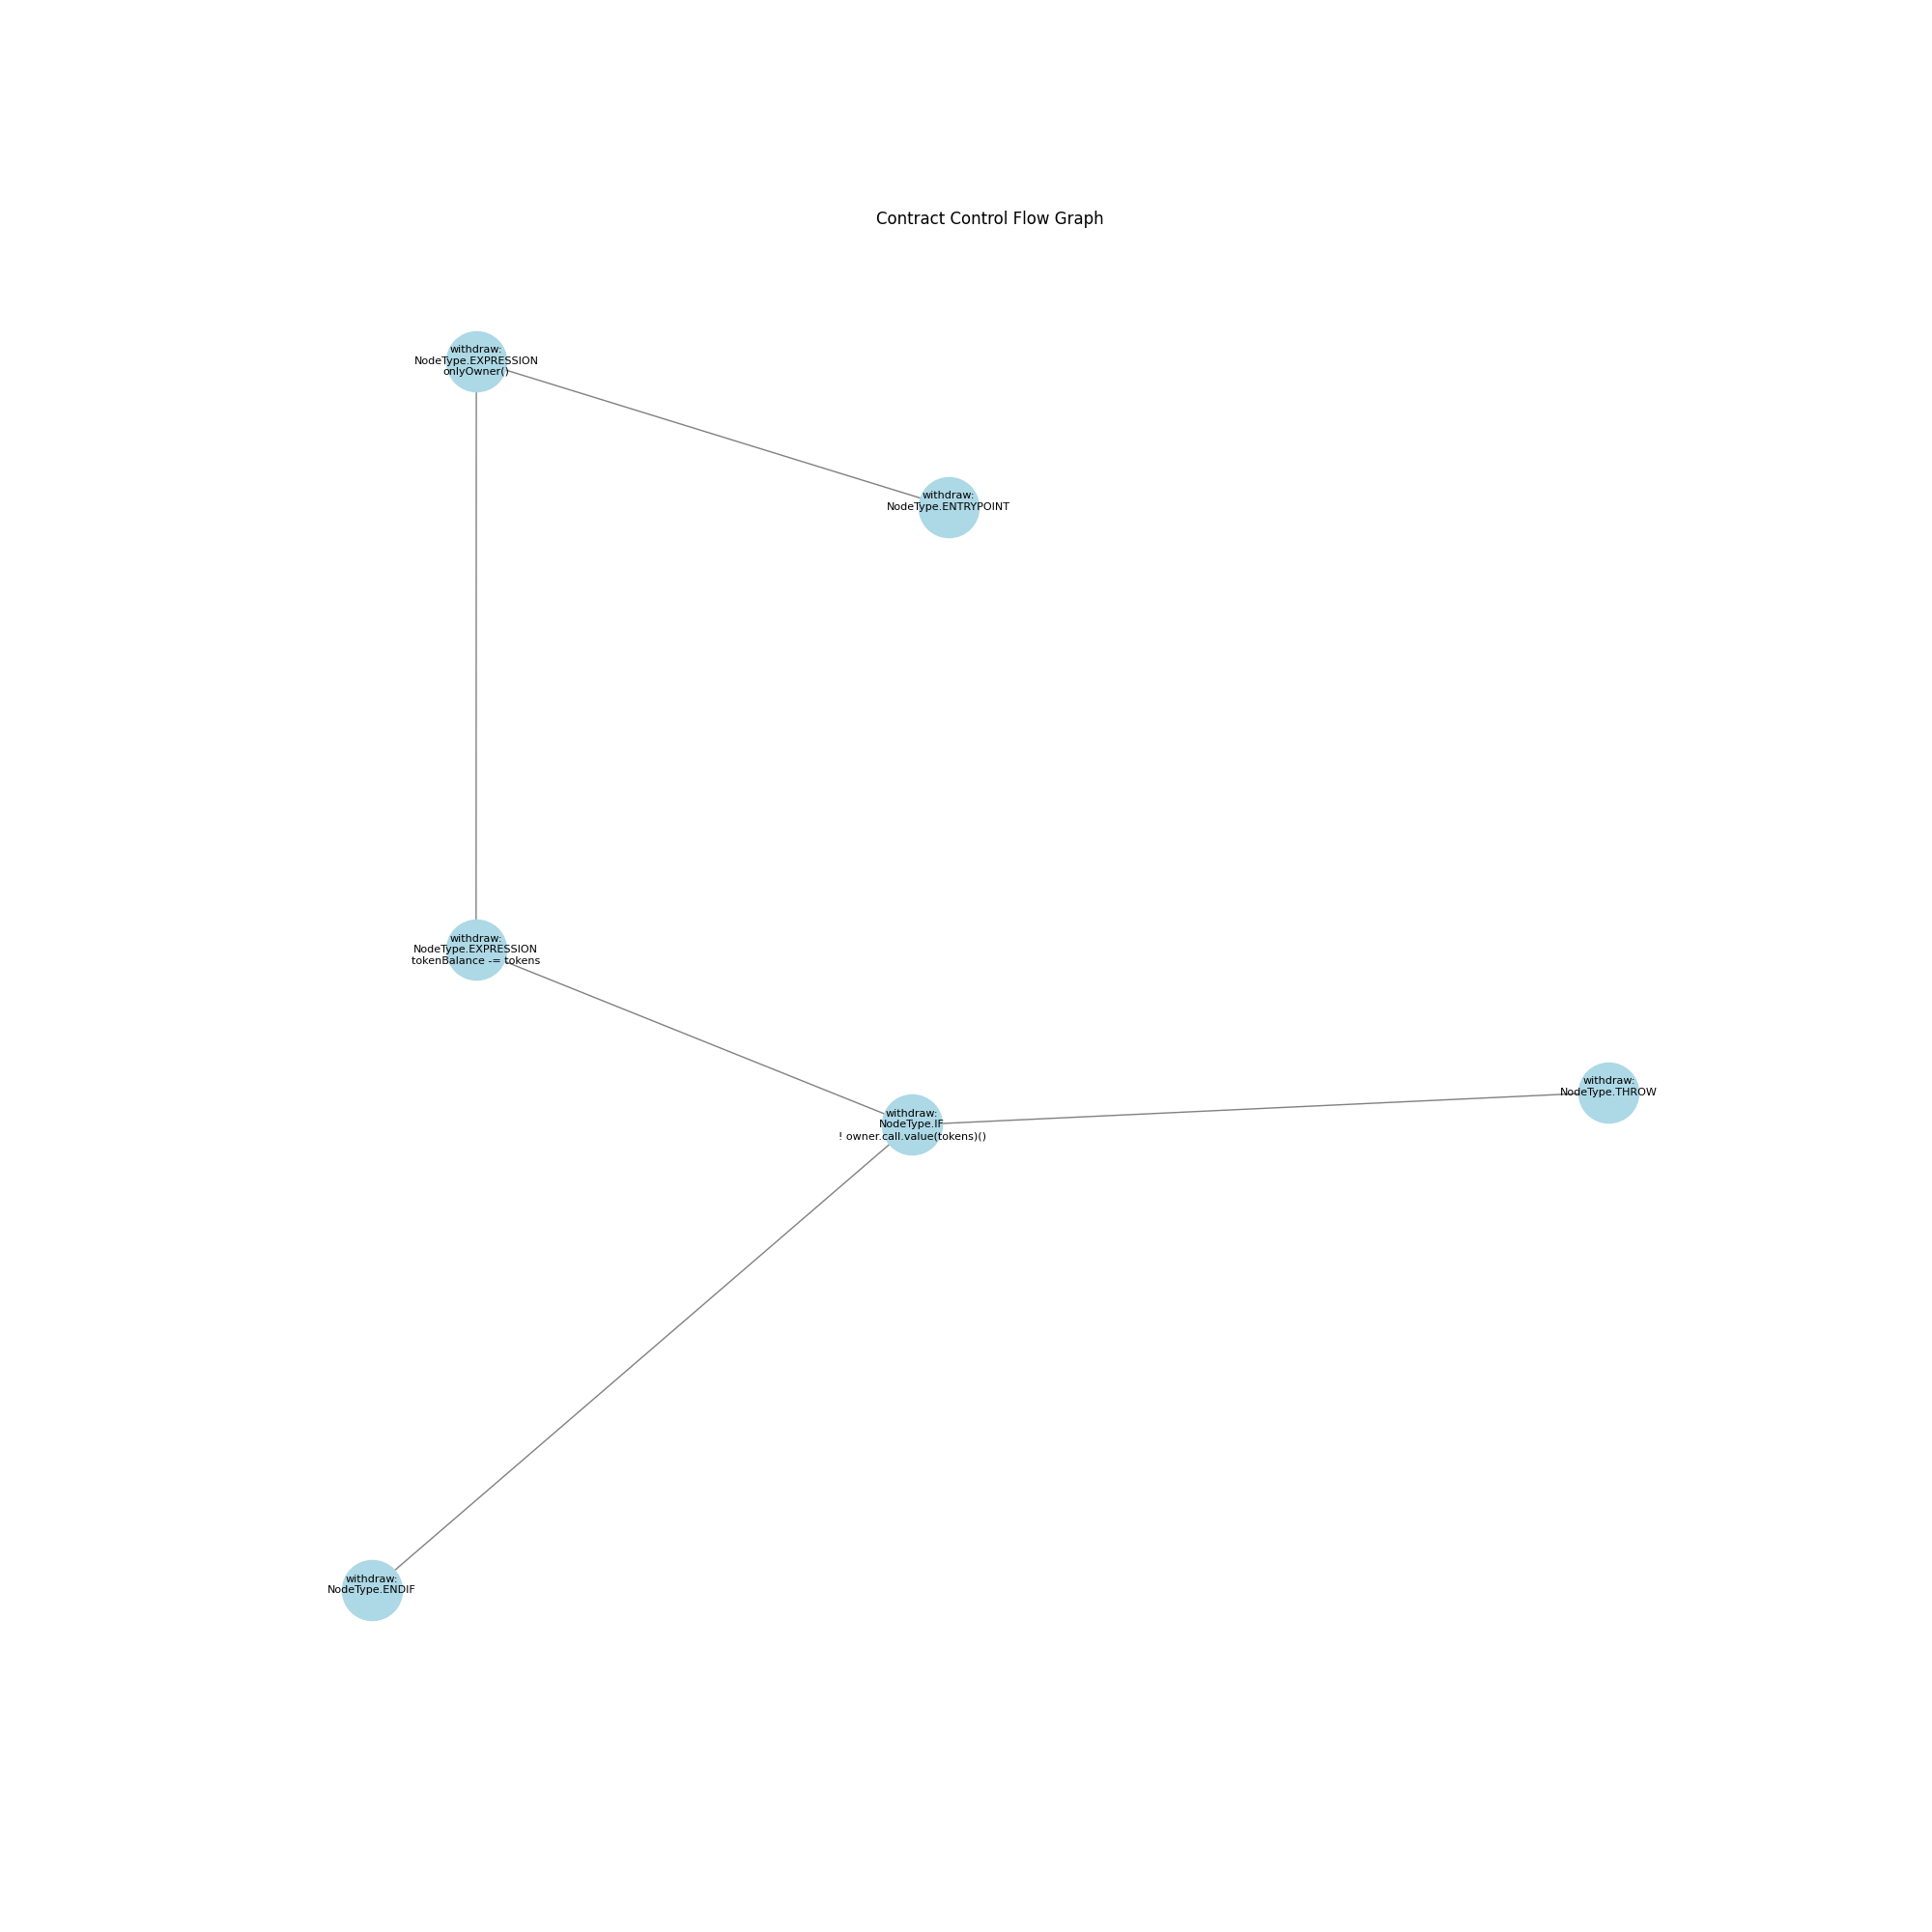 Contract Control Flow Graph
withdraw:
NodeType.EXPRESSION
onlyOwner()
withdraw:
NodeType.ENTRYPOINT
withdraw:
NodeType.EXPRESSION
tokenBalance -= tokens
withdraw:
NodeType.THROW
withdraw:
NodeType.IF
! owner.call.value(tokens)()
withdraw:
NodeType.ENDIF